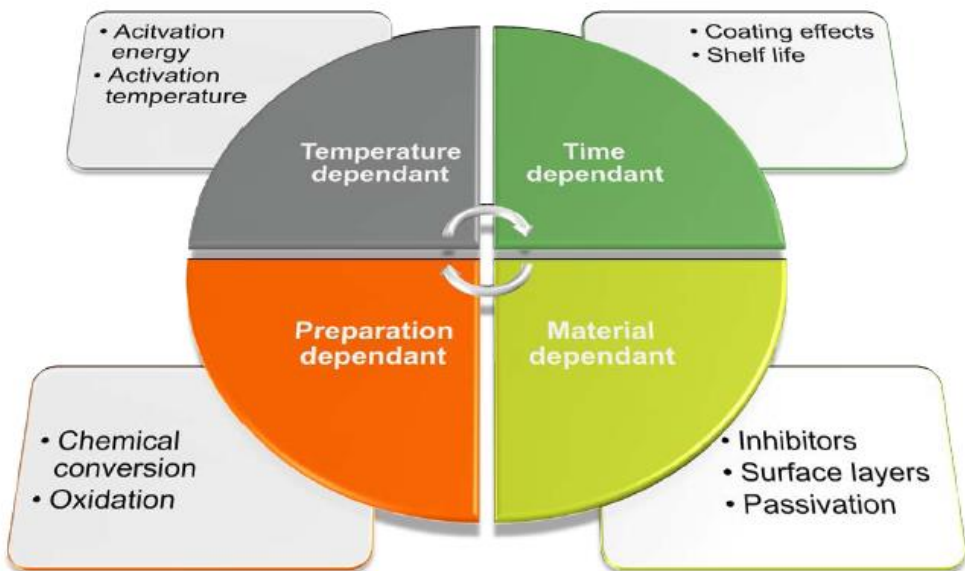 • Acitvation
energy
• Activation
temperature
• Coating effects
• Shelf life
Temperature
dependant
Time
dependant
Preparation
dependant
Material
dependant
• Chemical
conversion
• Oxidation
• Inhibitors
• Surface layers
• Passivation